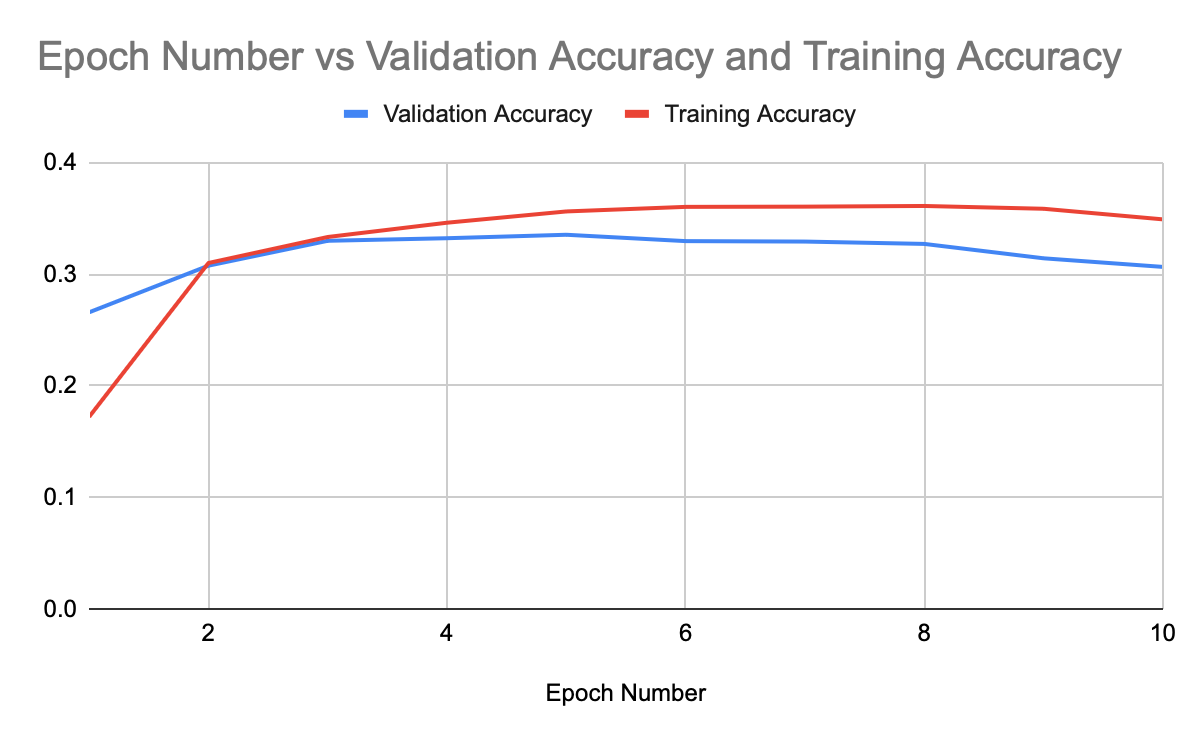 Epoch Number vs Validation Accuracy and Training Accuracy
Validation Accuracy Training Accuracy
0.4
0.3
0.2
0.1
0.0
2 4 6 8 10
Epoch Number